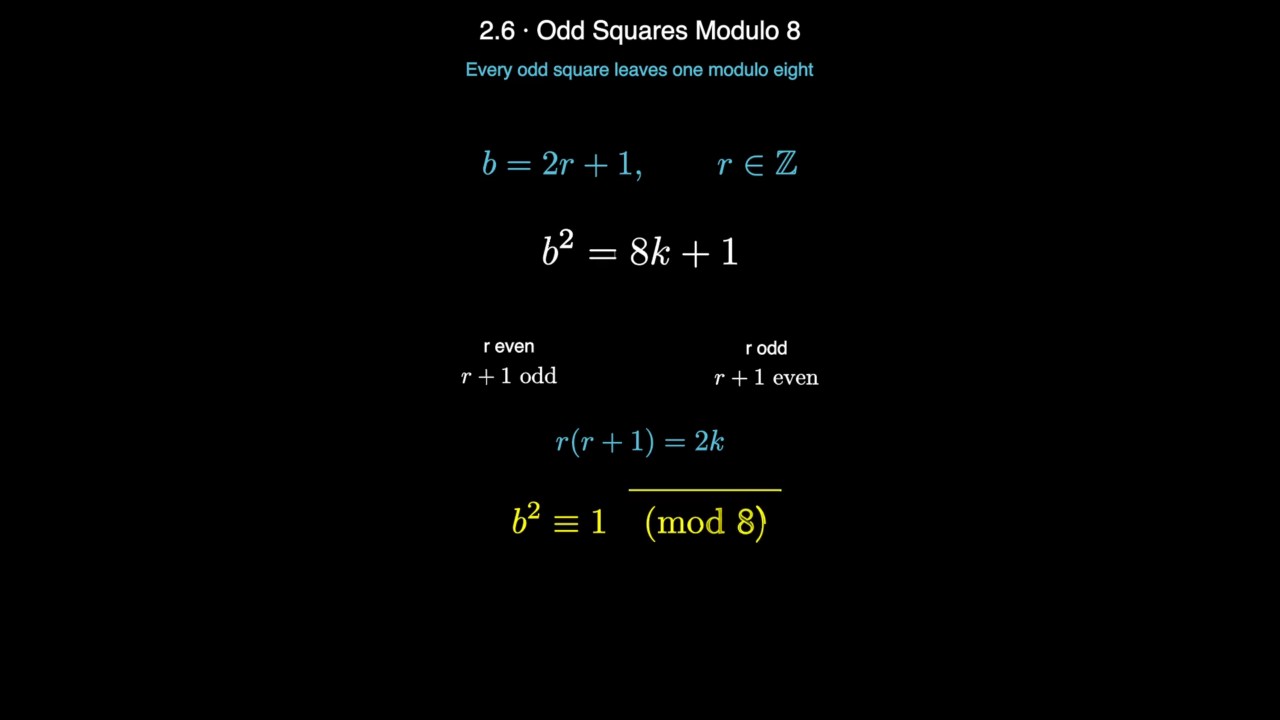 2.6 · Odd Squares Modulo 8
Every odd square leaves one modulo eight
b = 2r + 1, r ∈ ℤ
b² = 8k + 1
r even r odd
r + 1 odd r + 1 even
r(r + 1) = 2k
b² ≡ 1 (mod 8)